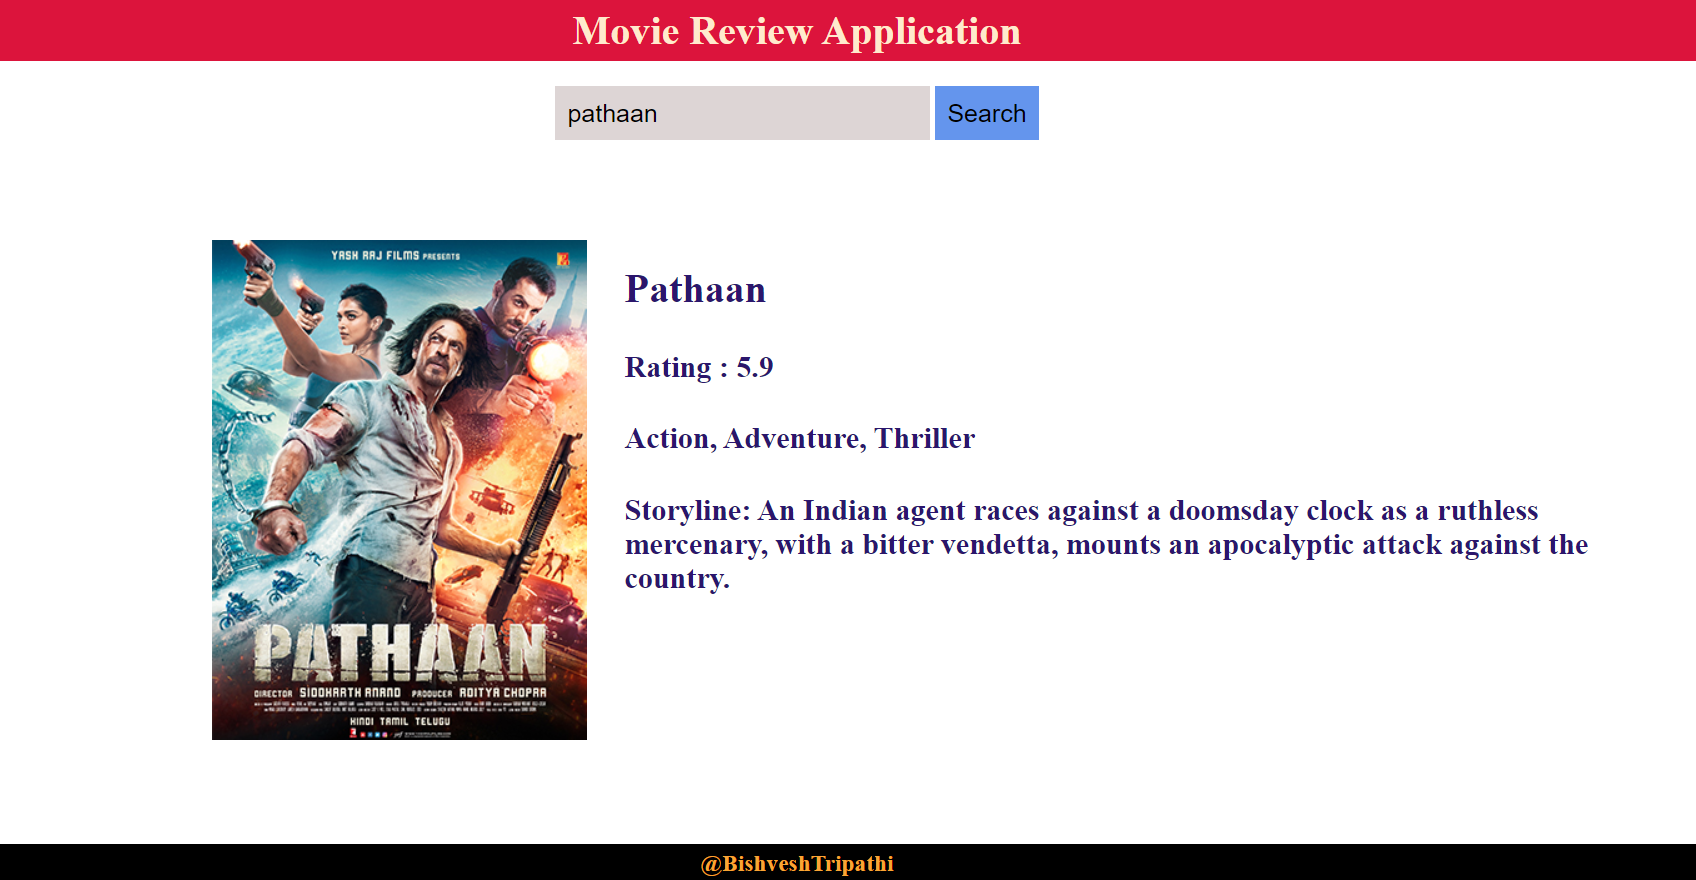 Movie Review Application
pathaan
Search
YASH RAJ FILMS PRESENTS
Pathaan
Rating : 5.9
Action, Adventure, Thriller
Storyline: An Indian agent races against a doomsday clock as a ruthless
mercenary, with a bitter vendetta, mounts an apocalyptic attack against the
country.
PATHAAN
DIRECTOR SIDDHARTH ANAND PRODUCER ADITYA CHOPRA
HINDI TAMIL TELUGU
@BishveshTripathi